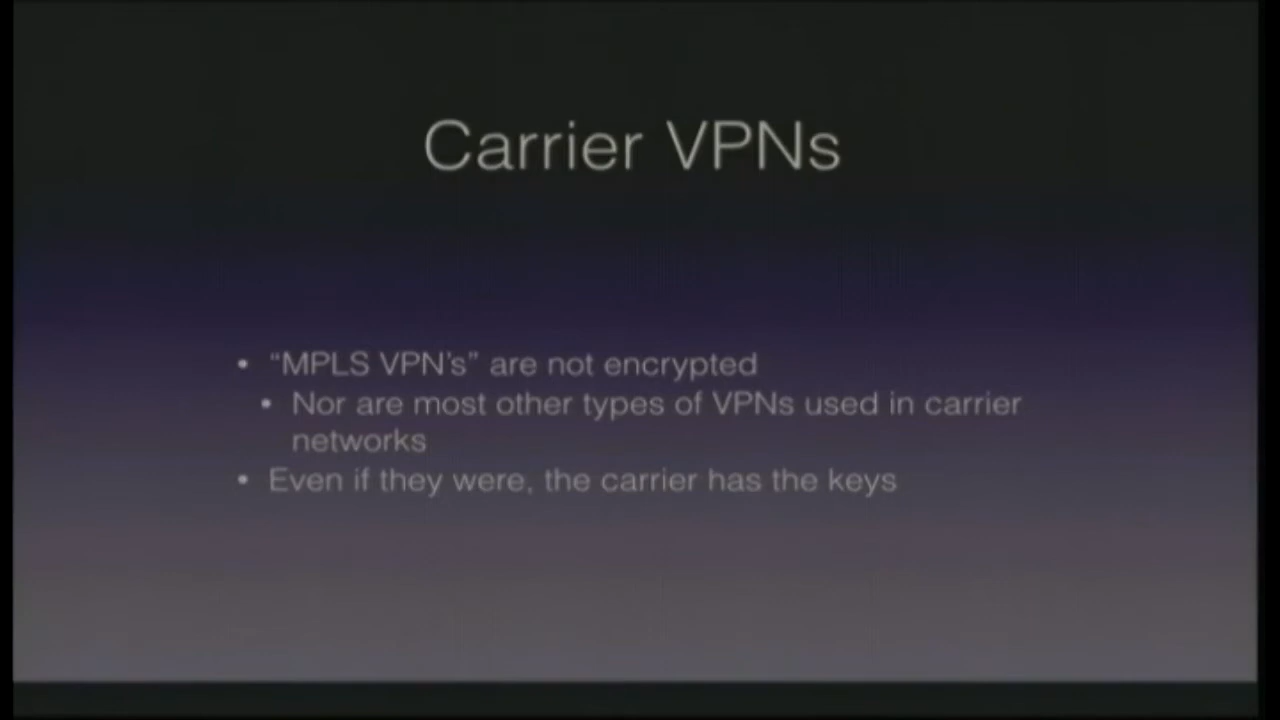 Carrier VPNs
• “MPLS VPN’s” are not encrypted
• Nor are most other types of VPNs used in carrier
networks
• Even if they were, the carrier has the keys